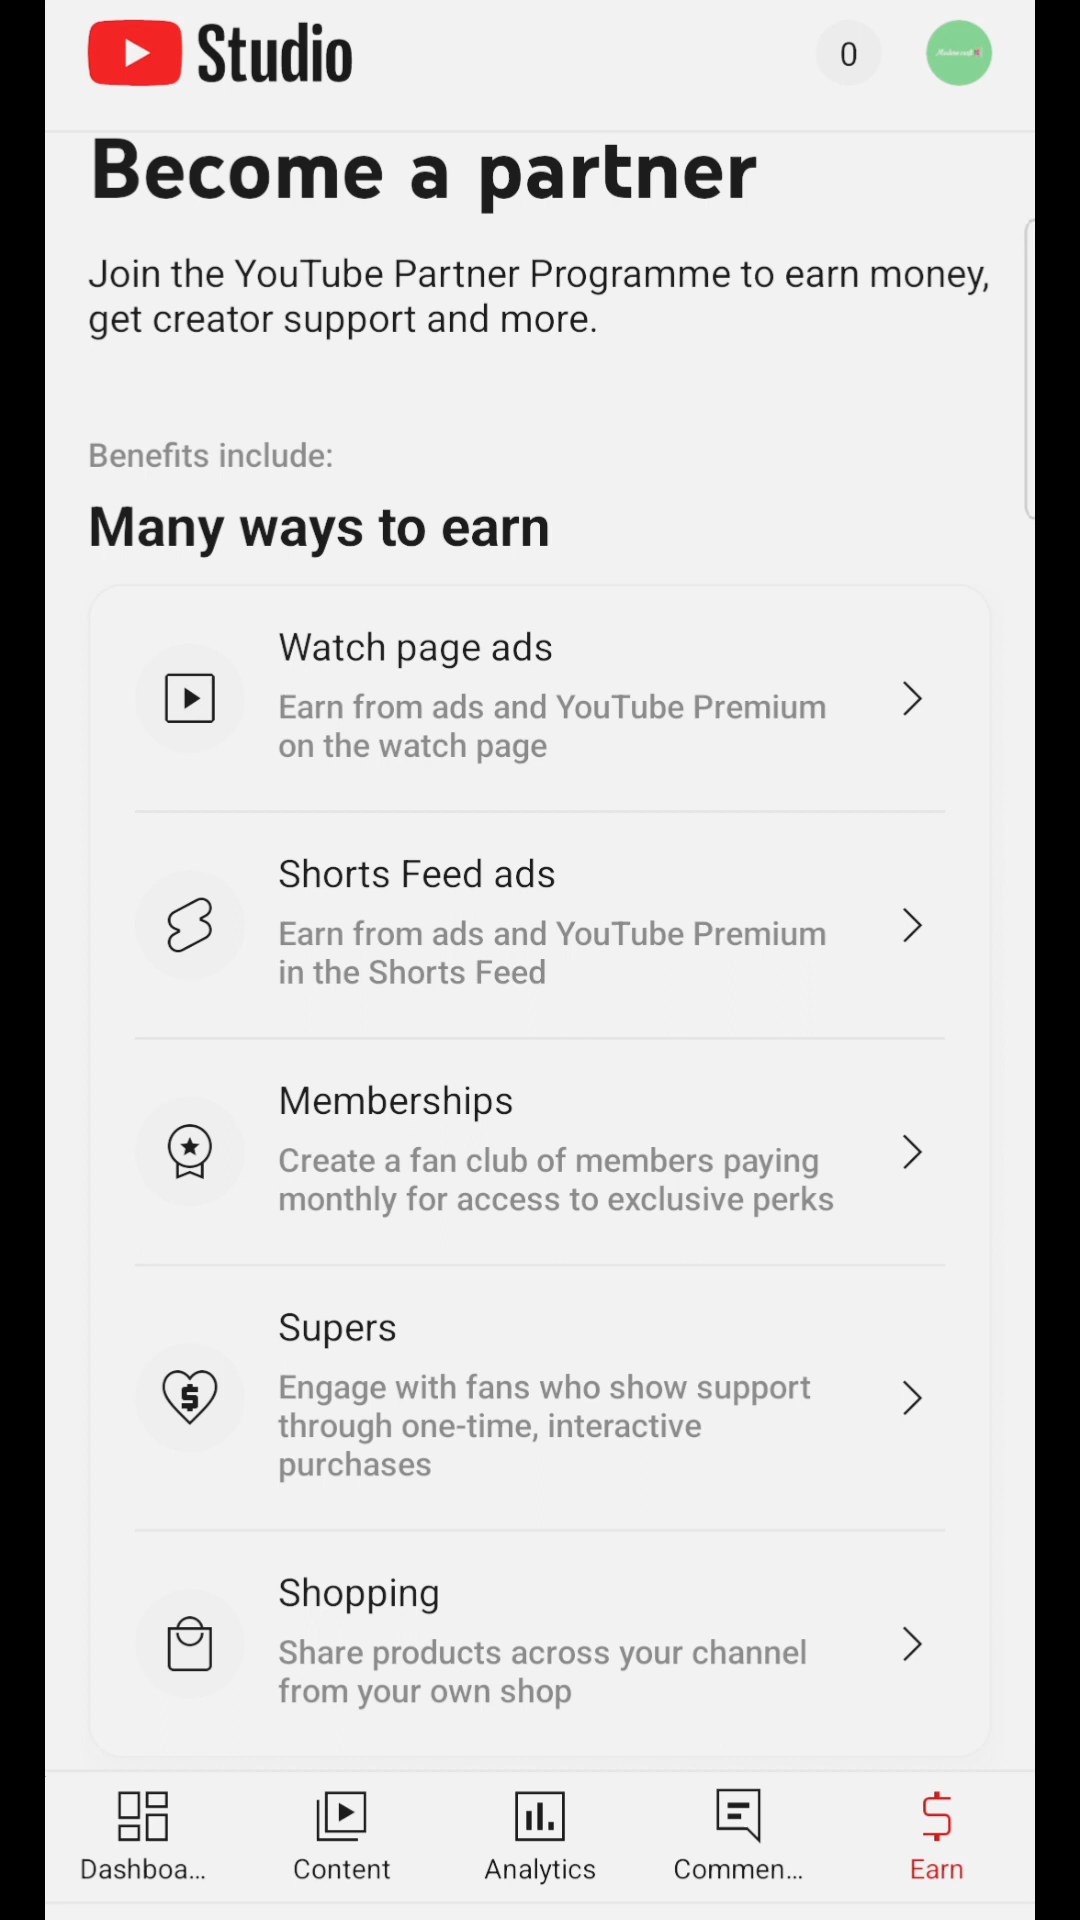 Studio
0
Become a partner
Join the YouTube Partner Programme to earn money,
get creator support and more.
Benefits include:
Many ways to earn
Watch page ads
Earn from ads and YouTube Premium
on the watch page
Shorts Feed ads
Earn from ads and YouTube Premium
in the Shorts Feed
Memberships
Create a fan club of members paying
monthly for access to exclusive perks
Supers
Engage with fans who show support
through one-time, interactive
purchases
Shopping
Share products across your channel
from your own shop
Dashboa...
Content
Analytics
Commen...
Earn